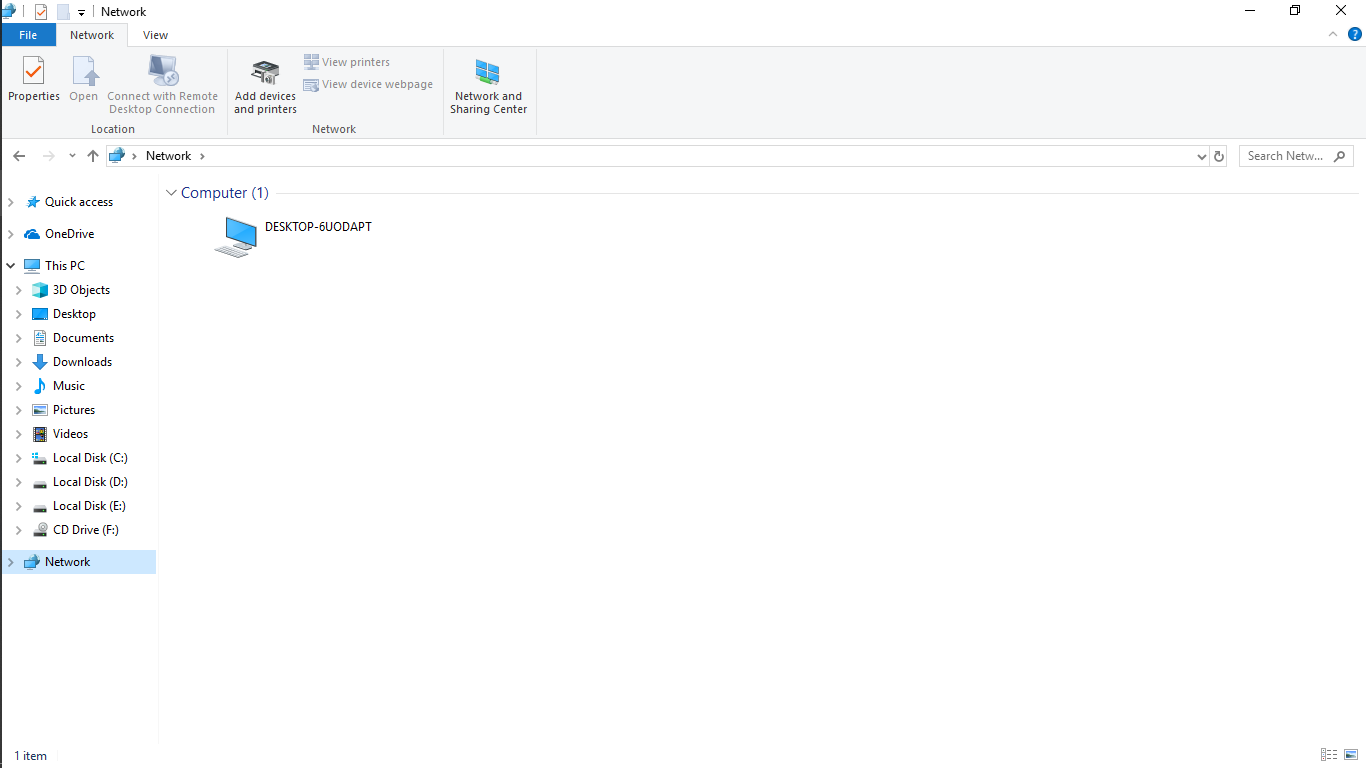 Network
File
Network
View
Properties
Open
Connect with Remote
Desktop Connection
Location
Add devices
and printers
View printers
View device webpage
Network
Network and
Sharing Center
Network
Search Netw...
Quick access
OneDrive
This PC
3D Objects
Desktop
Documents
Downloads
Music
Pictures
Videos
Local Disk (C:)
Local Disk (D:)
Local Disk (E:)
CD Drive (F:)
Network
Computer (1)
DESKTOP-6UODAPT
1 item